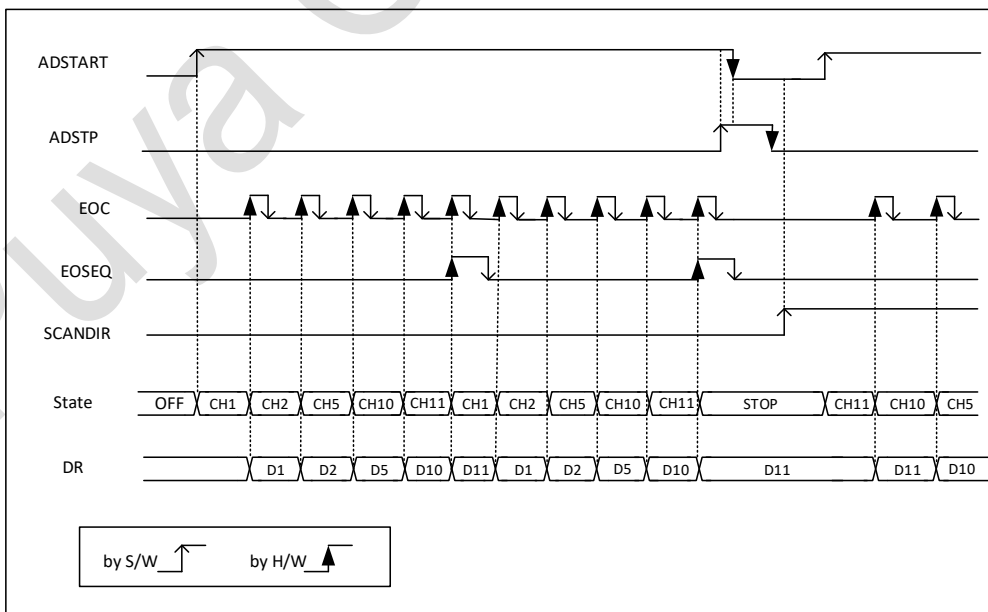 ADSTART
ADSTP
EOC
EOSEQ
SCANDIR
State OFF CH1 CH2 CH5 CH10 CH11 CH1 CH2 CH5 CH10 CH11 STOP CH11 CH10 CH5
DR D1 D2 D5 D10 D11 D1 D2 D5 D10 D11 D11 D10
by S/W by H/W